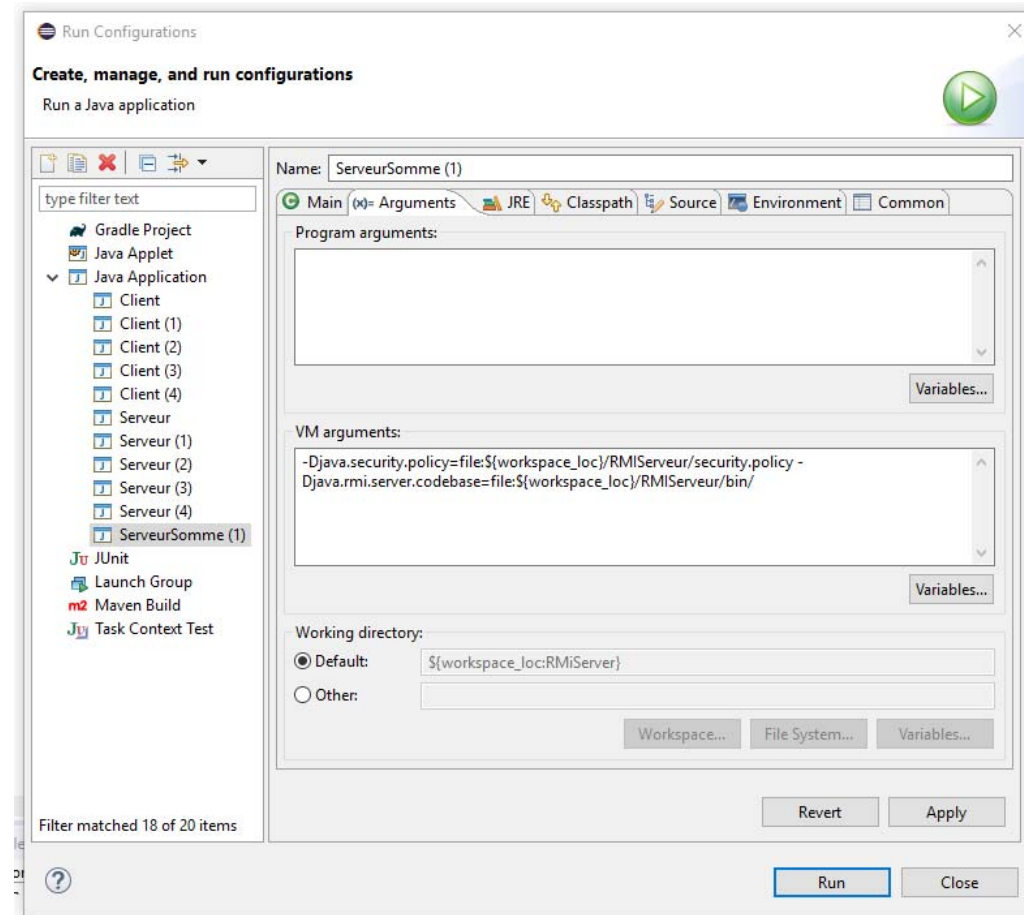 Run Configurations
Create, manage, and run configurations
Run a Java application
type filter text
Gradle Project
Java Applet
Java Application
Client
Client (1)
Client (2)
Client (3)
Client (4)
Serveur
Serveur (1)
Serveur (2)
Serveur (3)
Serveur (4)
ServeurSomme (1)
JUnit
Launch Group
m2 Maven Build
Task Context Test
Filter matched 18 of 20 items
Name: ServeurSomme (1)
Main (x)= Arguments JRE Classpath Source Environment Common
Program arguments:
Variables...
VM arguments:
-Djava.security.policy=file:${workspace_loc}/RMIServeur/security.policy -
Djava.rmi.server.codebase=file:${workspace_loc}/RMIServeur/bin/
Variables...
Working directory:
Default: ${workspace_loc:RMiServer}
Other:
Workspace... File System... Variables...
Revert Apply
Run Close